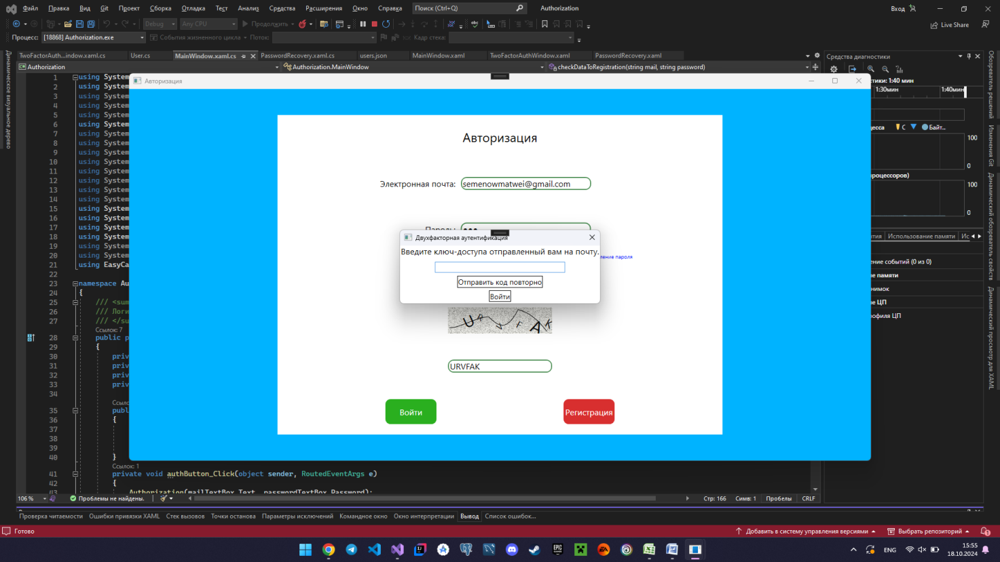 Файл Правка Вид Git Проект Сборка Отладка Тест Анализ Средства Расширения Окно Справка Поиск (Ctrl+Q) Authorization Вход
Debug Any CPU Продолжить Live Share
Процесс: [18868] Authorization.exe События жизненного цикла Поток: Кадр стека:
TwoFactorAuth...indow.xaml.cs User.cs MainWindow.xaml.cs PasswordRecovery.xaml.cs users.json MainWindow.xaml TwoFactorAuthWindow.xaml PasswordRecovery.xaml
Authorization Authorization.MainWindow checkDataToRegistration(string mail, string password)
Динамическое визуальное дерево
1 using System
2 using System
3 using System
4 using System
5 using System
6 using System
7 using System
8 using System
9 using System
10 using System
11 using System
12 using System
13 using System
14 using System
15 using System
16 using System
17 using System
18 using System
19 using System
20 using System
21 using EasyCa
22
23 namespace Au
24 {
25 /// <sum
26 /// Логи
27 /// </su
Ссылок: 7
28 public p
29 {
30 priv
31 priv
32 priv
33 priv
34
Ссыло
35 publ
36 {
37
38
39
40 }
Ссылок: 1
41 private void authButton_Click(object sender, RoutedEventArgs e)
42 {
43 Authorization(mailTextBox.Text, passwordTextBox.Password);
Авторизация
Авторизация
Электронная почта: semenowmatwei@gmail.com
Пароль:
Двухфакторная аутентификация
Введите ключ-доступа отправленный вам на почту.
ление пароля
Отправить код повторно
Войти
URVFAK
URVFAK
Войти Регистрация
Средства диагностики
тики: 1:40 мин
1:30мин 1:40мин
цесса С Байт..
100
0
процессоров)
100
0
тия Использование памяти Ис
ение событий (0 из 0)
е памяти
нимок
е ЦП
рофиля ЦП
Обозреватель решений
Изменения Git
Динамический обозреватель свойств
Динамический просмотр для XAML
106 % Проблемы не найдены. Стр: 166 Симв: 1 Пробелы CRLF
Проверка читаемости Ошибки привязки XAML Стек вызовов Точки останова Параметры исключений Командное окно Окно интерпретации Вывод Список ошибок...
Готово Добавить в систему управления версиями Выбрать репозиторий 1
EPIC GAMES EA ENG 15:55
18.10.2024